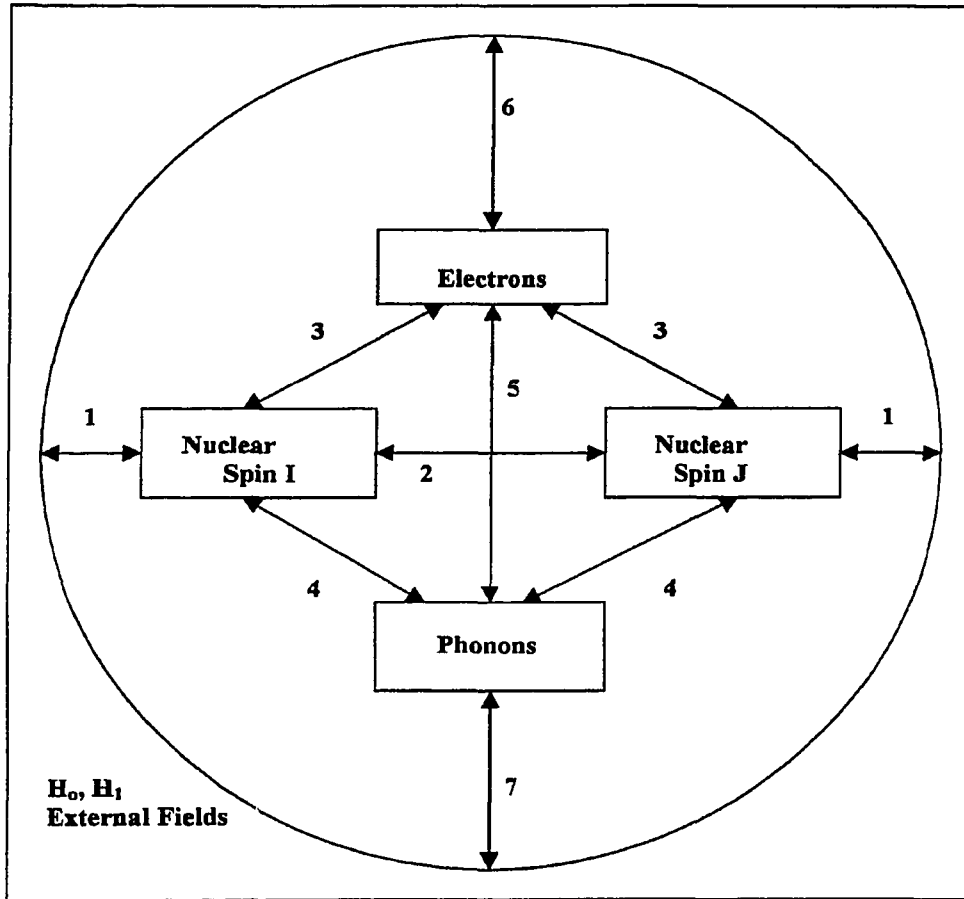 6
Electrons
3
3
5
1
1
Nuclear
Spin I
Nuclear
Spin J
2
4
4
Phonons
7
H₀, H₁
External Fields